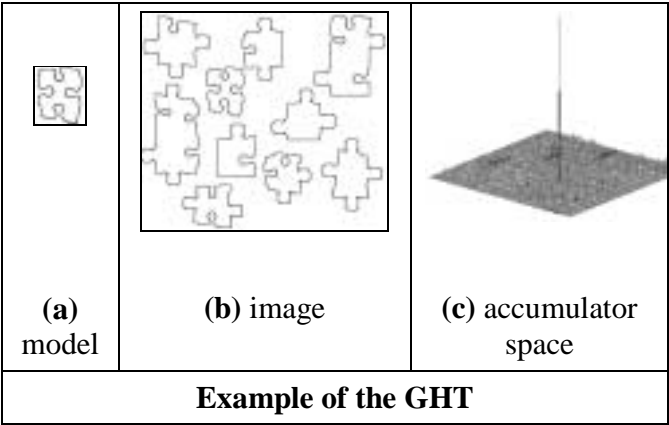 (a)
model
(b) image
(c) accumulator
space
Example of the GHT